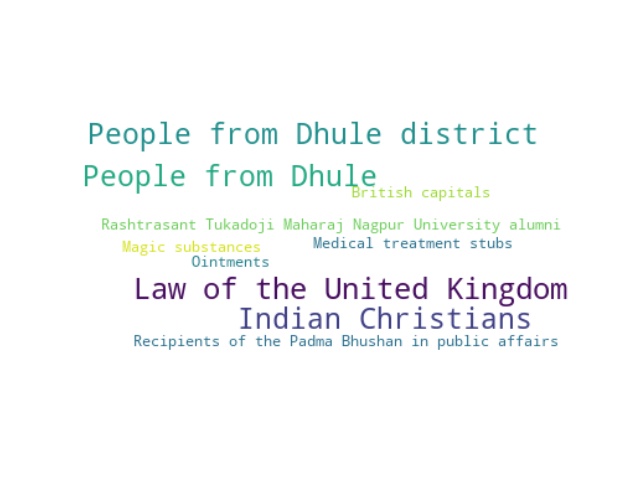 People from Dhule district
People from Dhule
British capitals
Rashtrasant Tukadoji Maharaj Nagpur University alumni
Magic substances
Medical treatment stubs
Ointments
Law of the United Kingdom
Indian Christians
Recipients of the Padma Bhushan in public affairs